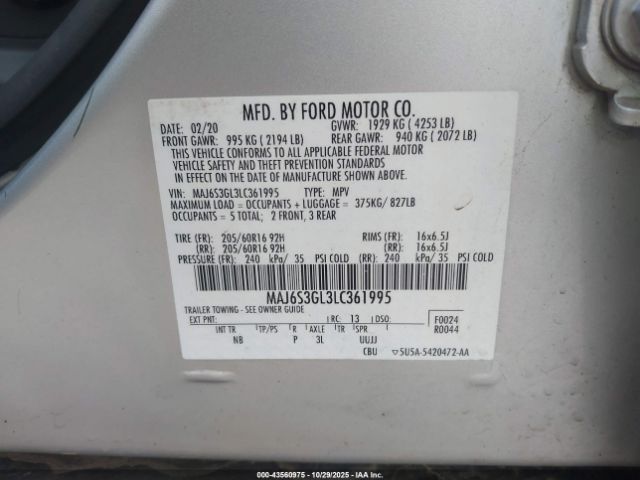 MFD. BY FORD MOTOR CO.
02/20 GVWR: 1929 KG ( 4253 LB)
FRONT GAWR: 995 KG ( 2194 LB) REAR GAWR: 940 KG ( 2072 LB)
THIS VEHICLE CONFORMS TO ALL APPLICABLE FEDERAL MOTOR
VEHICLE SAFETY AND THEFT PREVENTION STANDARDS
IN EFFECT ON THE DATE OF MANUFACTURE SHOWN ABOVE.
VIN: MAJ6S3GL3LC361995 TYPE: MPV
MAXIMUM LOAD = OCCUPANTS + LUGGAGE = 375KG/ 827LB
OCCUPANTS = 5 TOTAL; 2 FRONT, 3 REAR
TIRE (FR): 205/60R16 92H RIMS (FR): 16x6.5J
(RR): 205/60R16 92H (RR): 16x6.5J
PRESSURE (FR): 240 kPa/ 35 PSI COLD (RR): 240 kPa/ 35 PSI COLD
MAJ6S3GL3LC361995
TRAILER TOWING - SEE OWNER GUIDE
EXT PNT: RC: 13 DSO: F0024
R0044
INT TR TP/PS R AXLE TR SPR
NB P 3L UUJJ
CBU ▽5U5A-5420472-AA
IAA 43560975 | 10/29/2025 | IAAI.COM